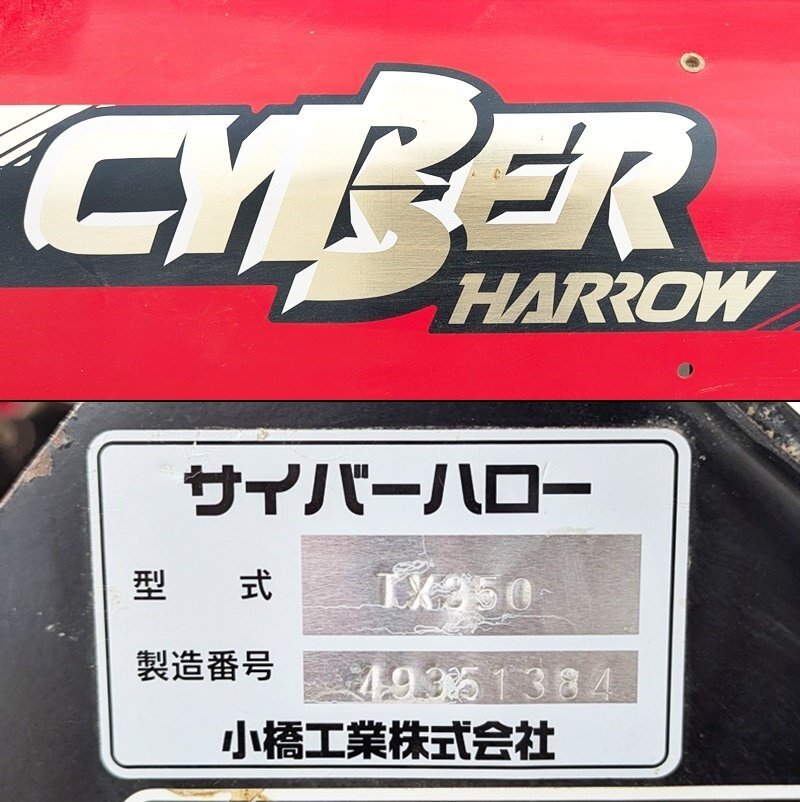 CYBER
HARROW
サイバーハロー
型 式 TX350
製造番号 49351384
小橋工業株式会社